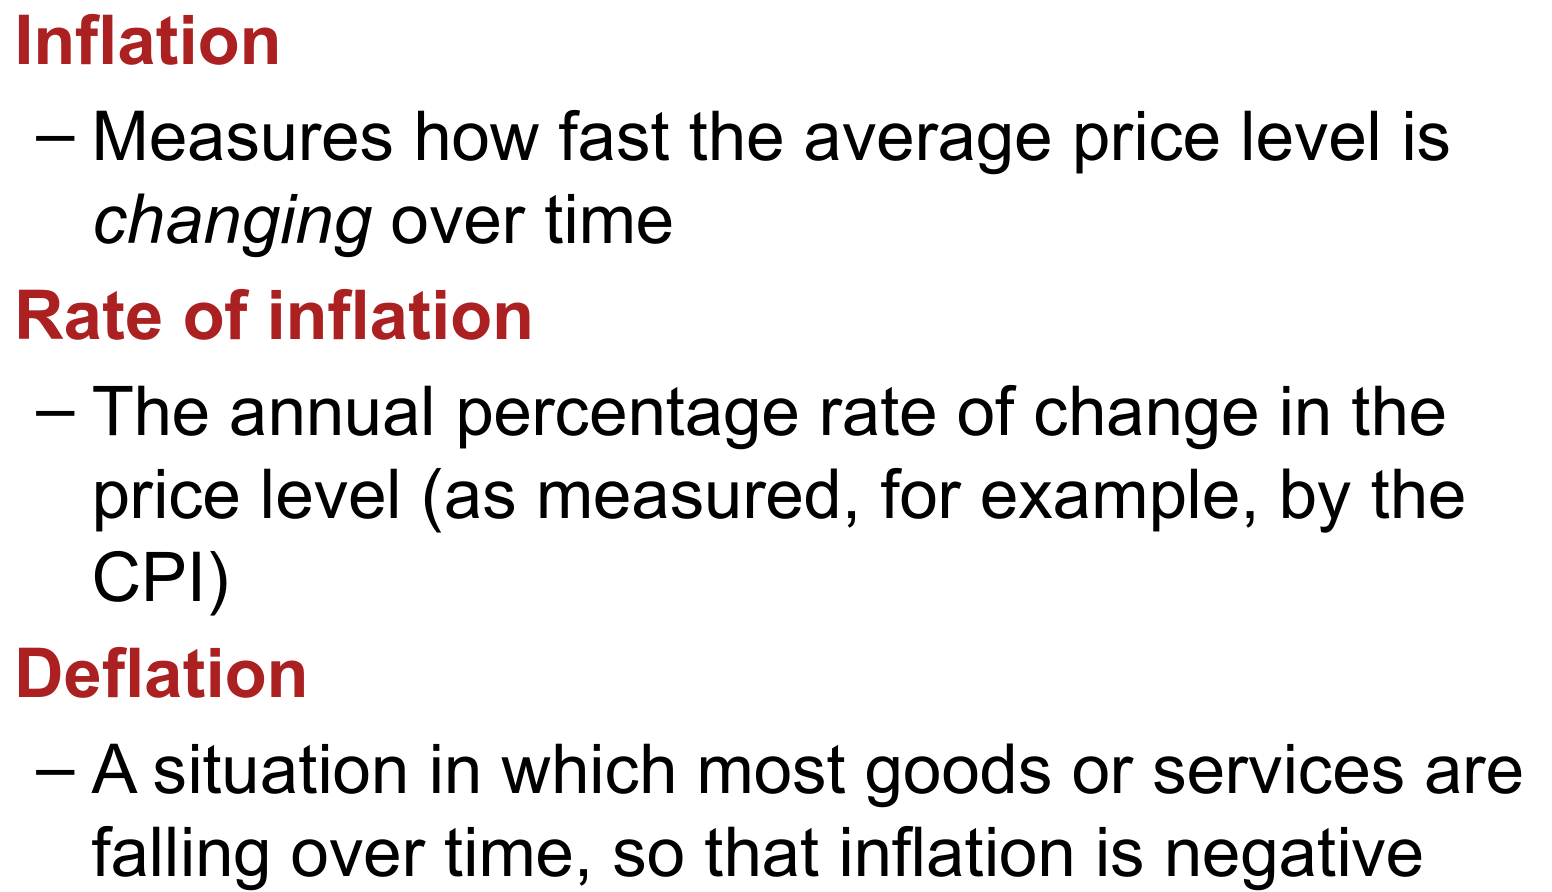 Inflation
– Measures how fast the average price level is
changing over time
Rate of inflation
– The annual percentage rate of change in the
price level (as measured, for example, by the
CPI)
Deflation
– A situation in which most goods or services are
falling over time, so that inflation is negative